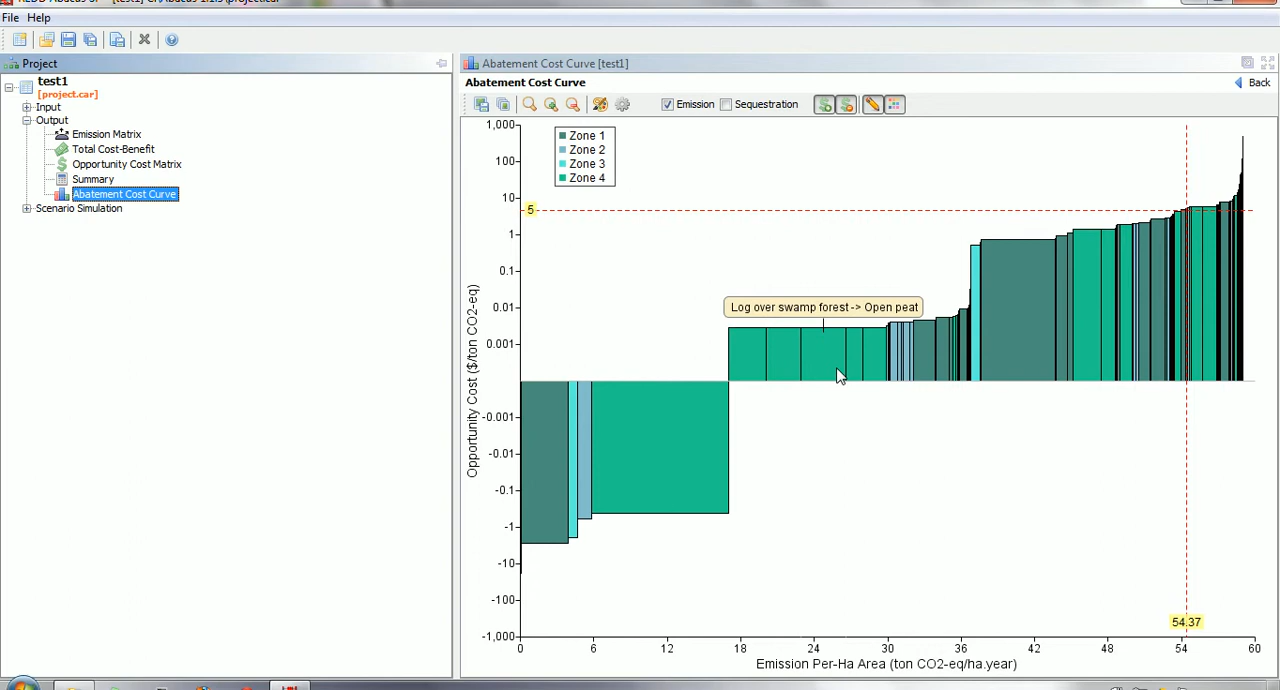 File Help
Project
test1
[project.car]
Input
Output
Emission Matrix
Total Cost-Benefit
Opportunity Cost Matrix
Summary
Abatement Cost Curve
Scenario Simulation
Abatement Cost Curve [test1]
Abatement Cost Curve
Back
Emission Sequestration
Zone 1
Zone 2
Zone 3
Zone 4
1,000
100
10
1
0.1
0.01
0.001
-0.001
-0.01
-0.1
-1
-10
-100
-1,000
5
Log over swamp forest -> Open peat
54.37
Opportunity Cost ($/ton CO2-eq)
0 6 12 18 24 30 36 42 48 54 60
Emission Per-Ha Area (ton CO2-eq/ha.year)